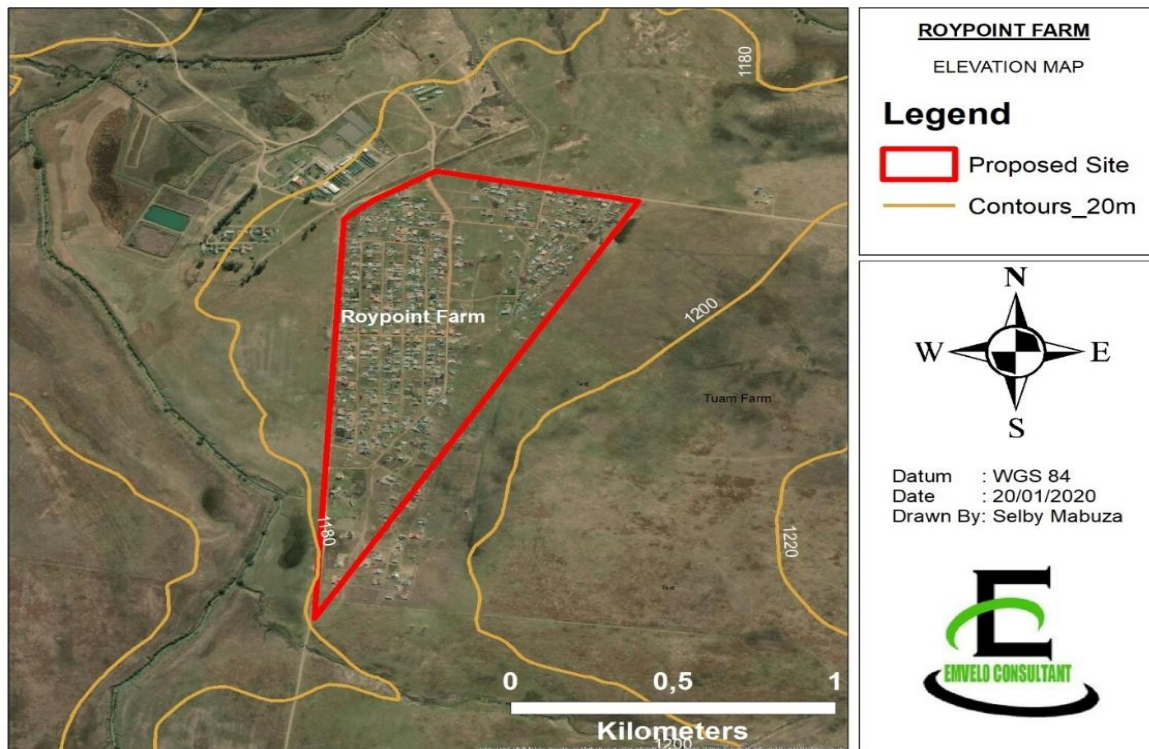 1180
1200
Roypoint Farm
Tuam Farm
1180
1220
0 0,5 1
Kilometers
1200
ROYPOINT FARM
ELEVATION MAP
Legend
Proposed Site
Contours_20m
N
W E
S
Datum : WGS 84
Date : 20/01/2020
Drawn By: Selby Mabuza
E
EMVELO CONSULTANT